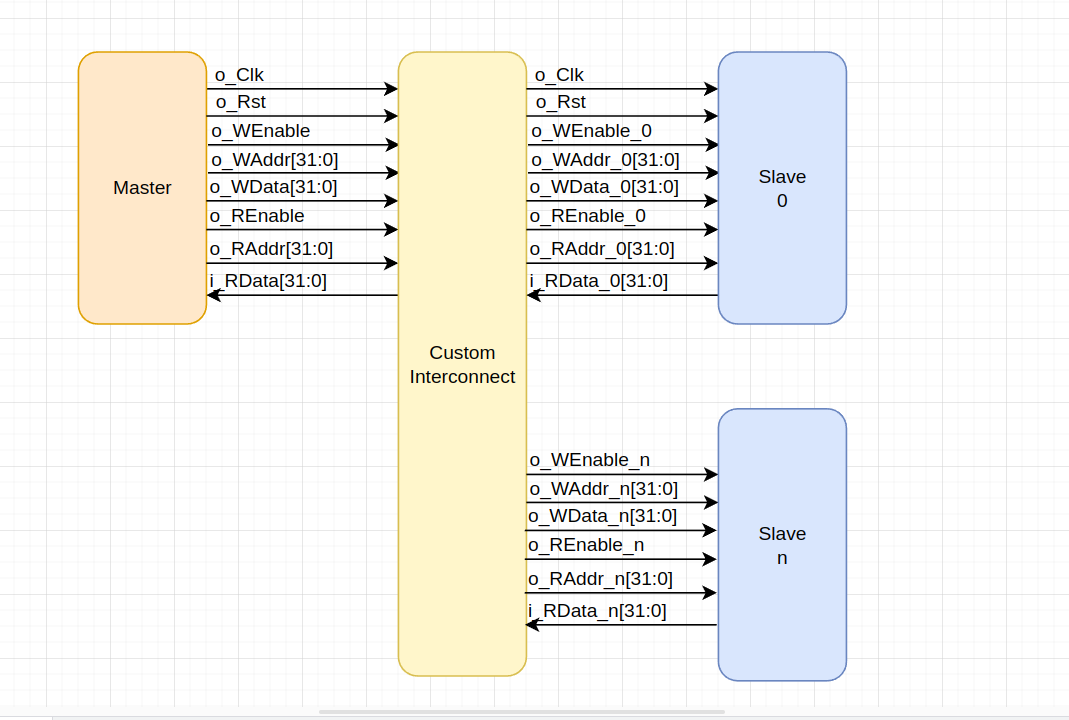 Master
o_Clk
o_Rst
o_WEnable
o_WAddr[31:0]
o_WData[31:0]
o_REnable
o_RAddr[31:0]
i_RData[31:0]
Custom
Interconnect
o_Clk
o_Rst
o_WEnable_0
o_WAddr_0[31:0]
o_WData_0[31:0]
o_REnable_0
o_RAddr_0[31:0]
i_RData_0[31:0]
Slave
0
o_WEnable_n
o_WAddr_n[31:0]
o_WData_n[31:0]
o_REnable_n
o_RAddr_n[31:0]
i_RData_n[31:0]
Slave
n